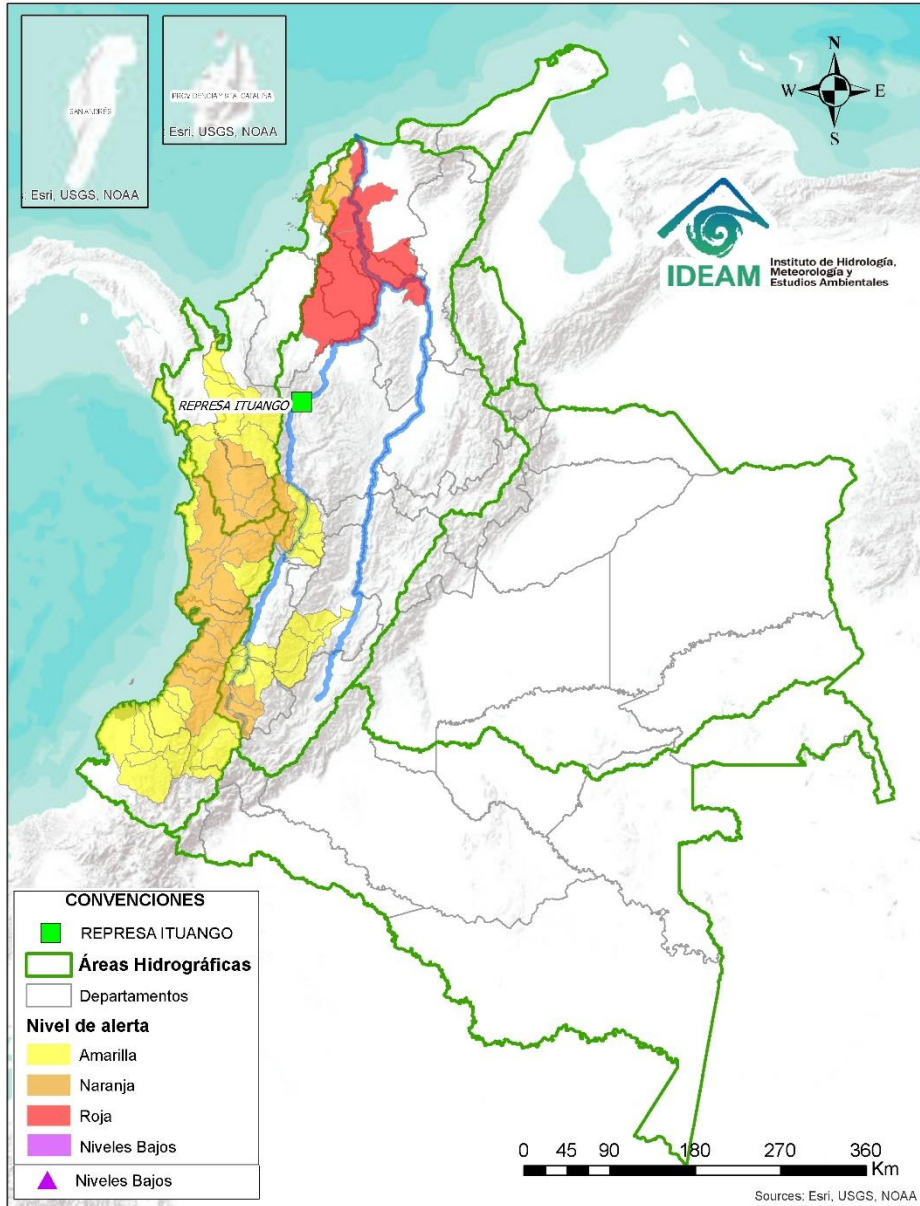 SAN ANDRÉS
: Esri, USGS, NOAA
PROVIDENCIA Y STA. CATALINA
: Esri, USGS, NOAA
N
W
E
S
IDEAM
Instituto de Hidrología,
Meteorología y
Estudios Ambientales
REPRESA ITUANGO
CONVENCIONES
REPRESA ITUANGO
Áreas Hidrográficas
Departamentos
Nivel de alerta
Amarilla
Naranja
Roja
Niveles Bajos
Niveles Bajos
0 45 90 180 270 360
Km
Sources: Esri, USGS, NOAA